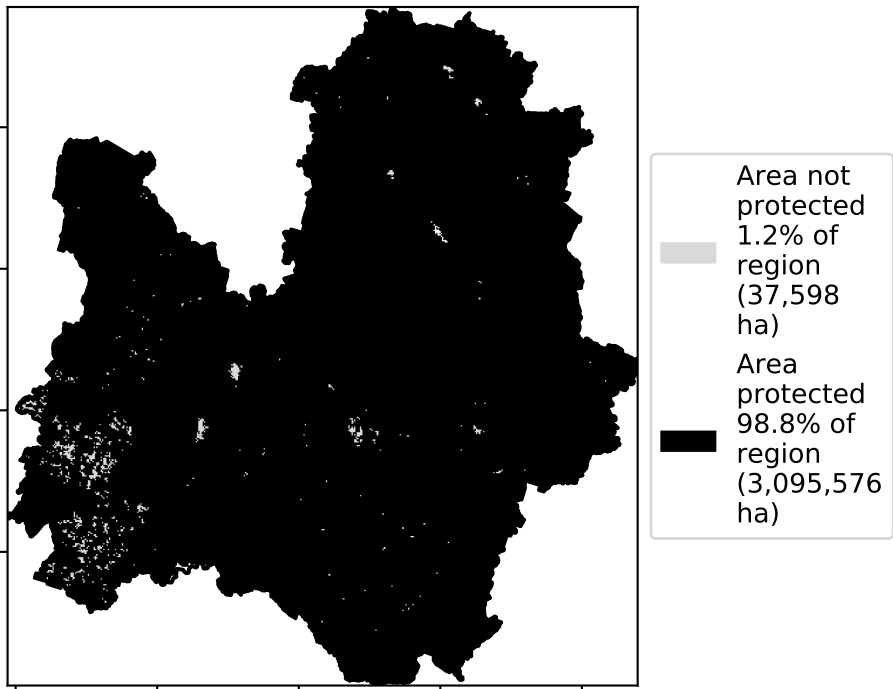 Area not
protected
1.2% of
region
(37,598
ha)
Area
protected
98.8% of
region
(3,095,576
ha)